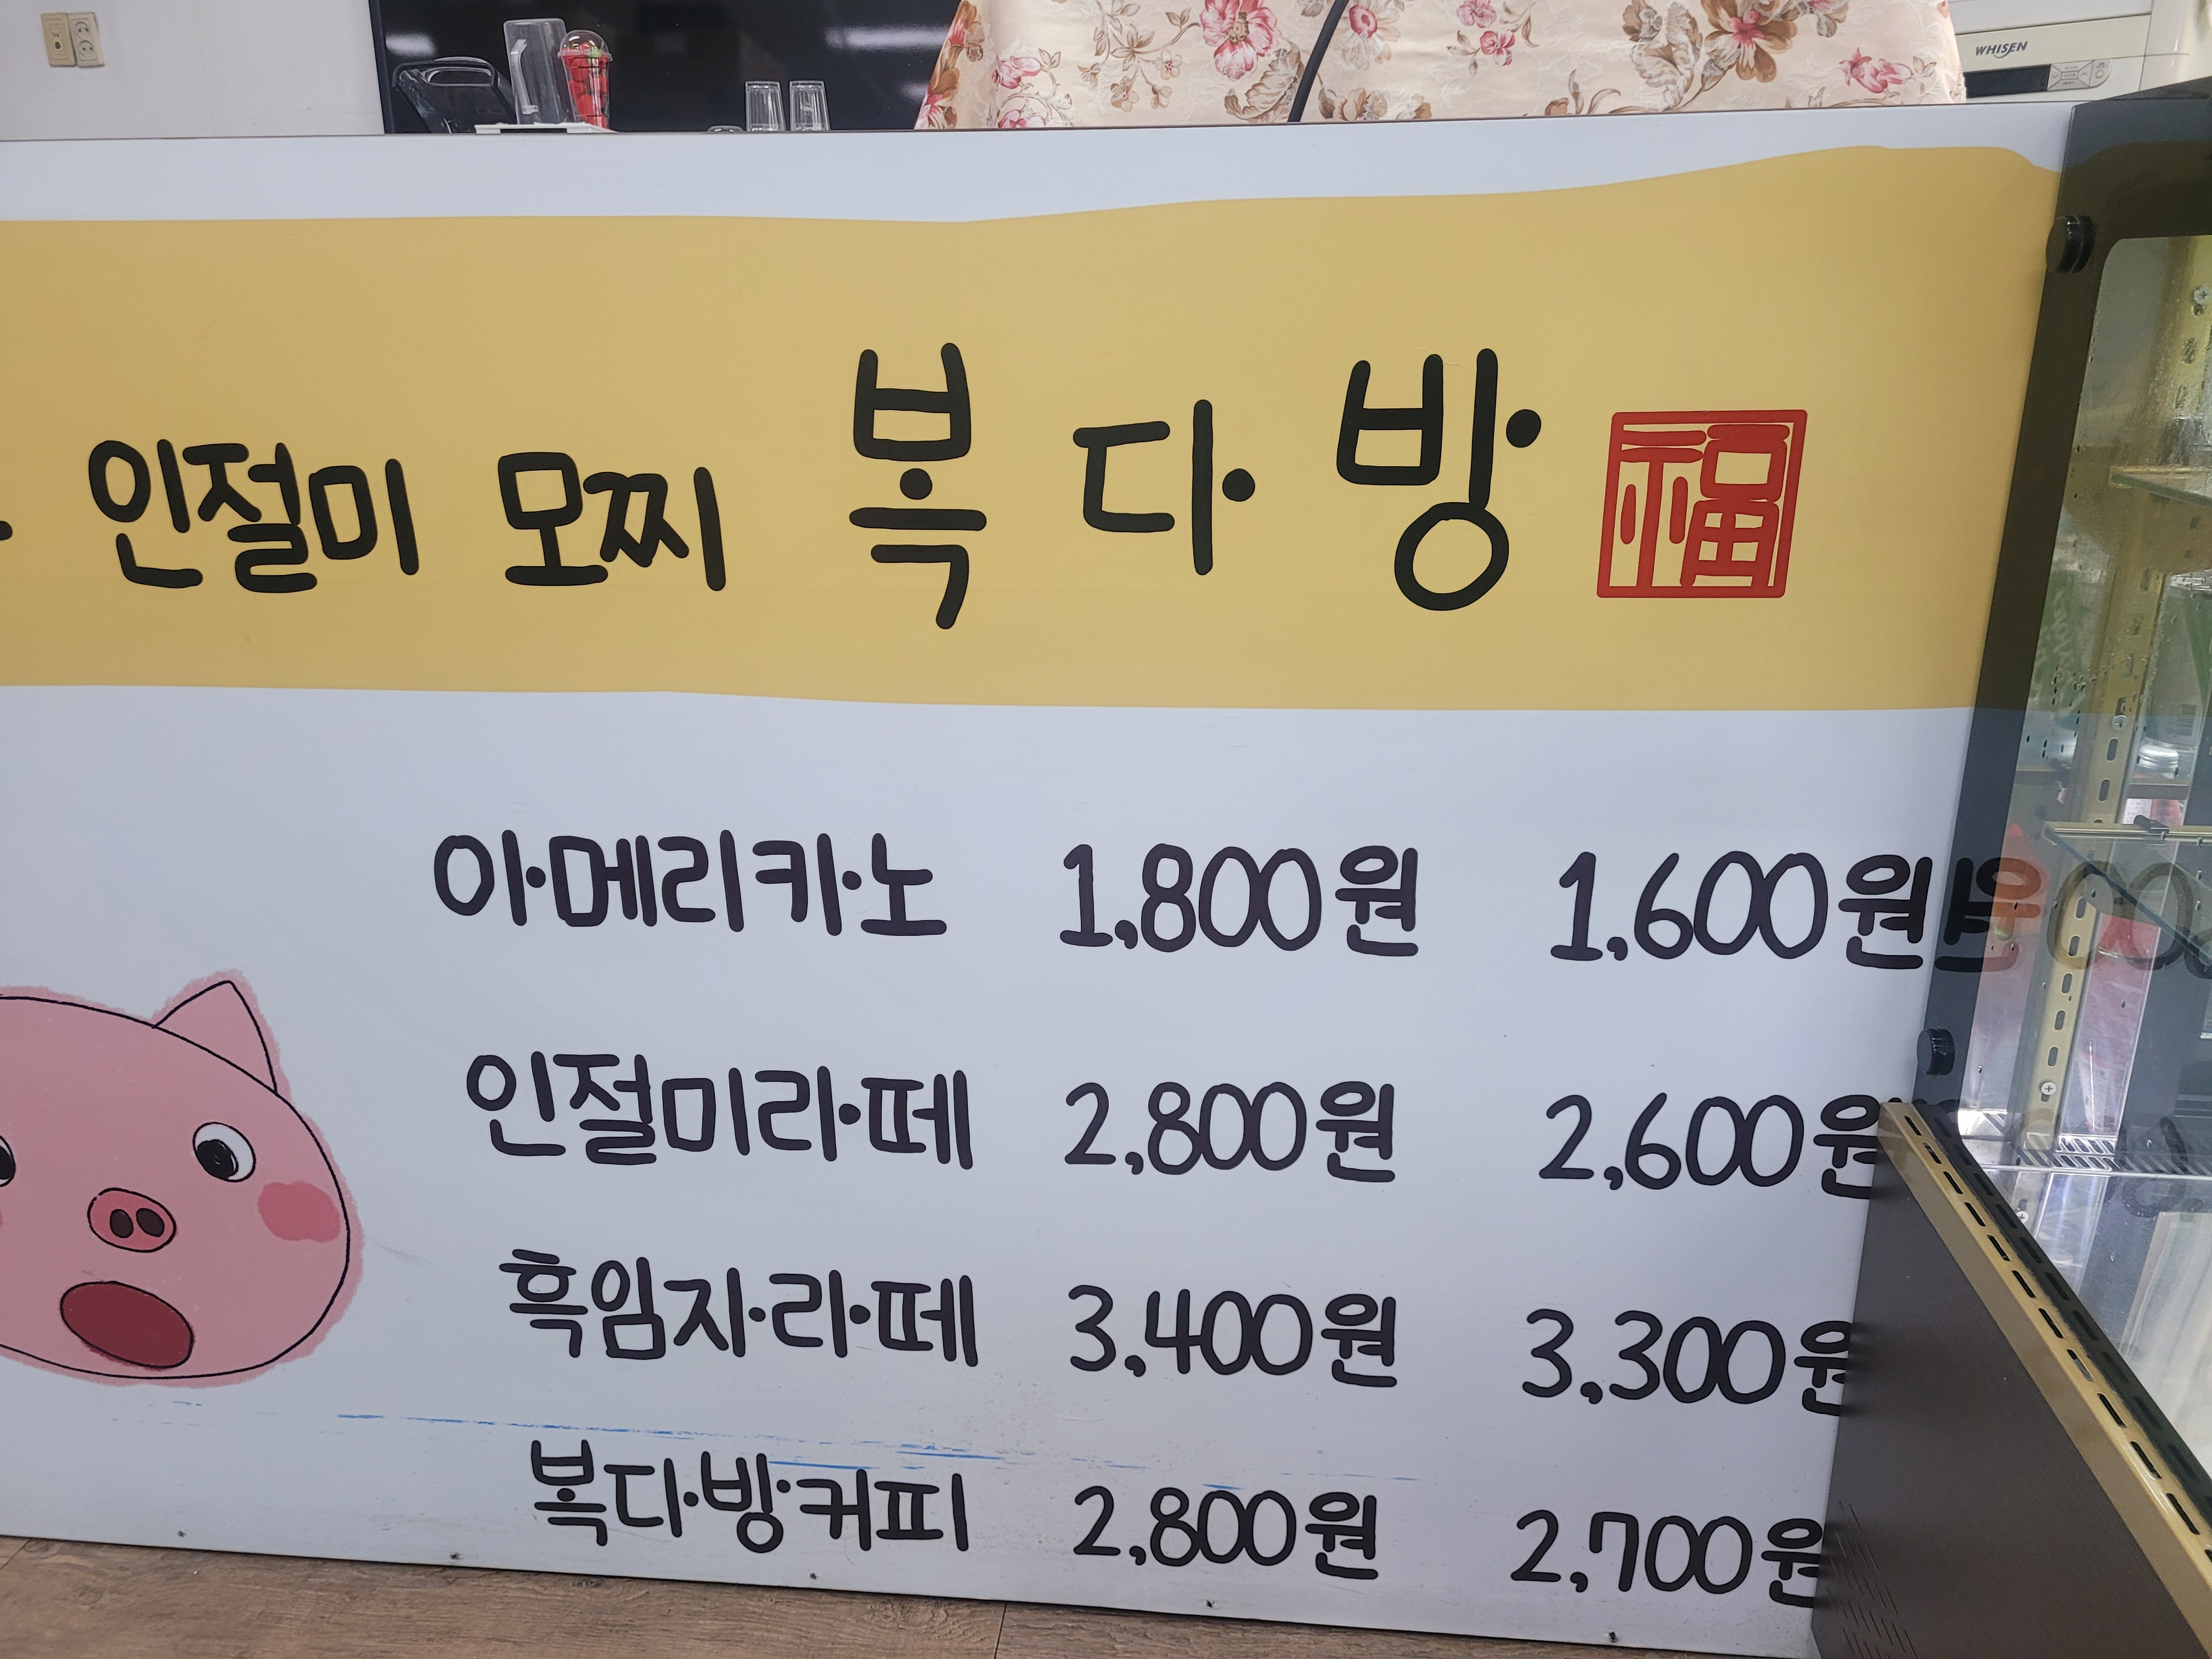 WHISEN
인절미 모찌 복다방 福
아메리카노 1,800원 1,600원
인절미라떼 2,800원 2,600원
흑임자라떼 3,400원 3,300원
복다방커피 2,800원 2,700원